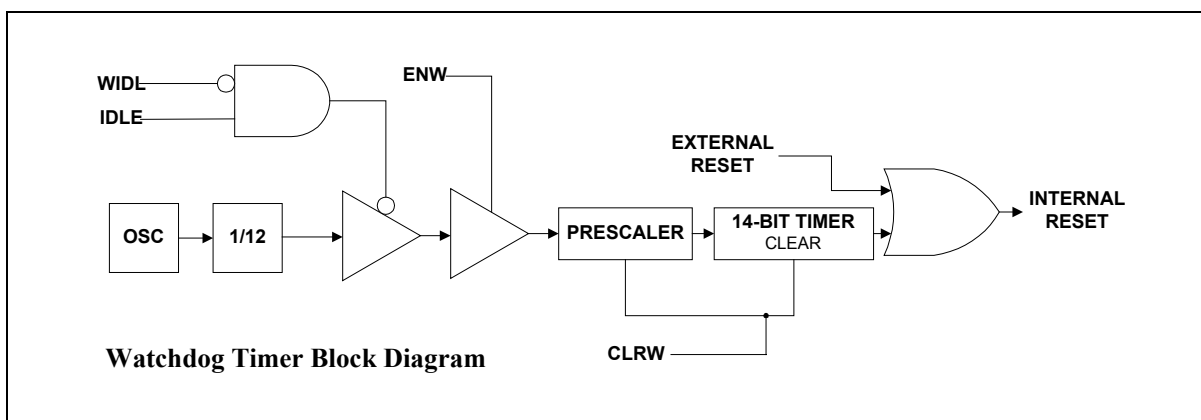 WIDL
IDLE
ENW
EXTERNAL
RESET
INTERNAL
RESET
OSC
1/12
PRESCALER
14-BIT TIMER
CLEAR
CLRW
Watchdog Timer Block Diagram